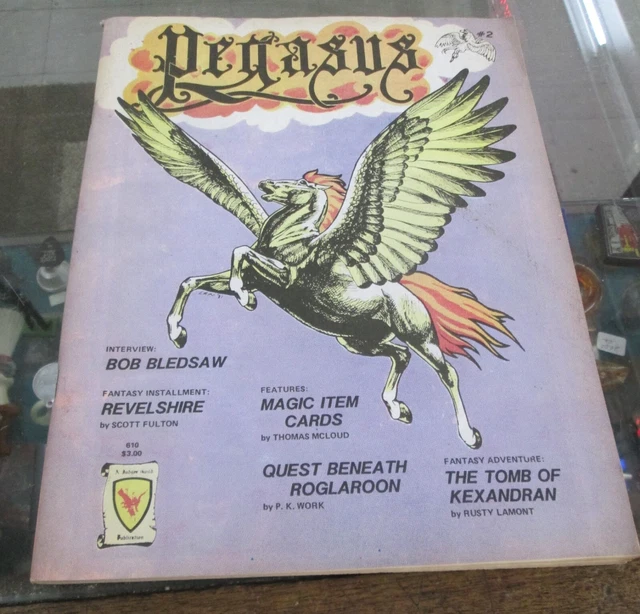 Pegasus
#2
INTERVIEW:
BOB BLEDSAW
FANTASY INSTALLMENT:
REVELSHIRE
by SCOTT FULTON
FEATURES:
MAGIC ITEM
CARDS
by THOMAS MCLOUD
610
$3.00
QUEST BENEATH
ROGLAROON
by P. K. WORK
FANTASY ADVENTURE:
THE TOMB OF
KEXANDRAN
by RUSTY LAMONT
Publication